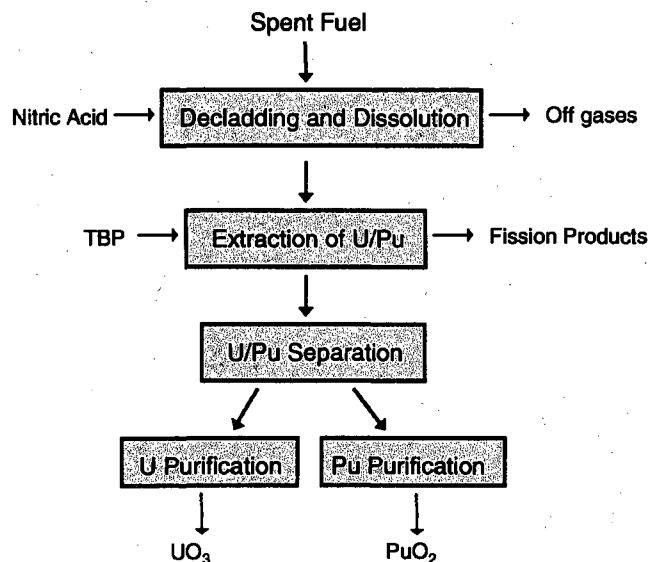 Spent Fuel
Nitric Acid
Decladding and Dissolution
Off gases
TBP
Extraction of U/Pu
Fission Products
U/Pu Separation
U Purification
Pu Purification
UO₃
PuO₂